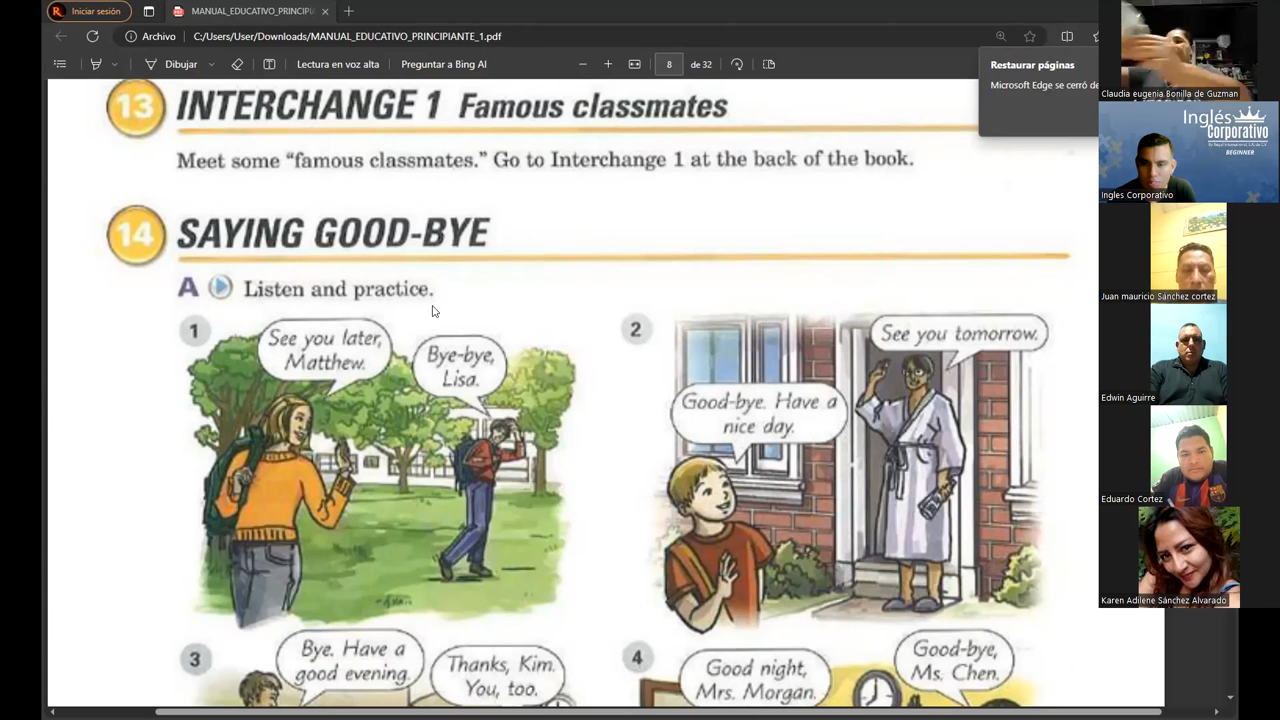 Iniciar sesión
MANUAL_EDUCATIVO_PRINCIPI
Archivo
C:/Users/User/Downloads/MANUAL_EDUCATIVO_PRINCIPIANTE_1.pdf
Dibujar
Lectura en voz alta
Preguntar a Bing AI
8
de 32
Restaurar páginas
Microsoft Edge se cerró de
13 INTERCHANGE 1 Famous classmates
Meet some "famous classmates." Go to Interchange 1 at the back of the book.
14 SAYING GOOD-BYE
A Listen and practice.
1
See you later,
Matthew.
Bye-bye,
Lisa.
2
See you tomorrow.
Good-bye. Have a
nice day.
3
Bye. Have a
good evening.
Thanks, Kim.
You, too.
4
Good night,
Mrs. Morgan.
Good-bye,
Ms. Chen.
Claudia eugenia Bonilla de Guzman
Inglés
Corporativo
BEGINNER
Ingles Corporativo
Juan mauricio Sánchez cortez
Edwin Aguirre
Eduardo Cortez
Karen Adilene Sánchez Alvarado